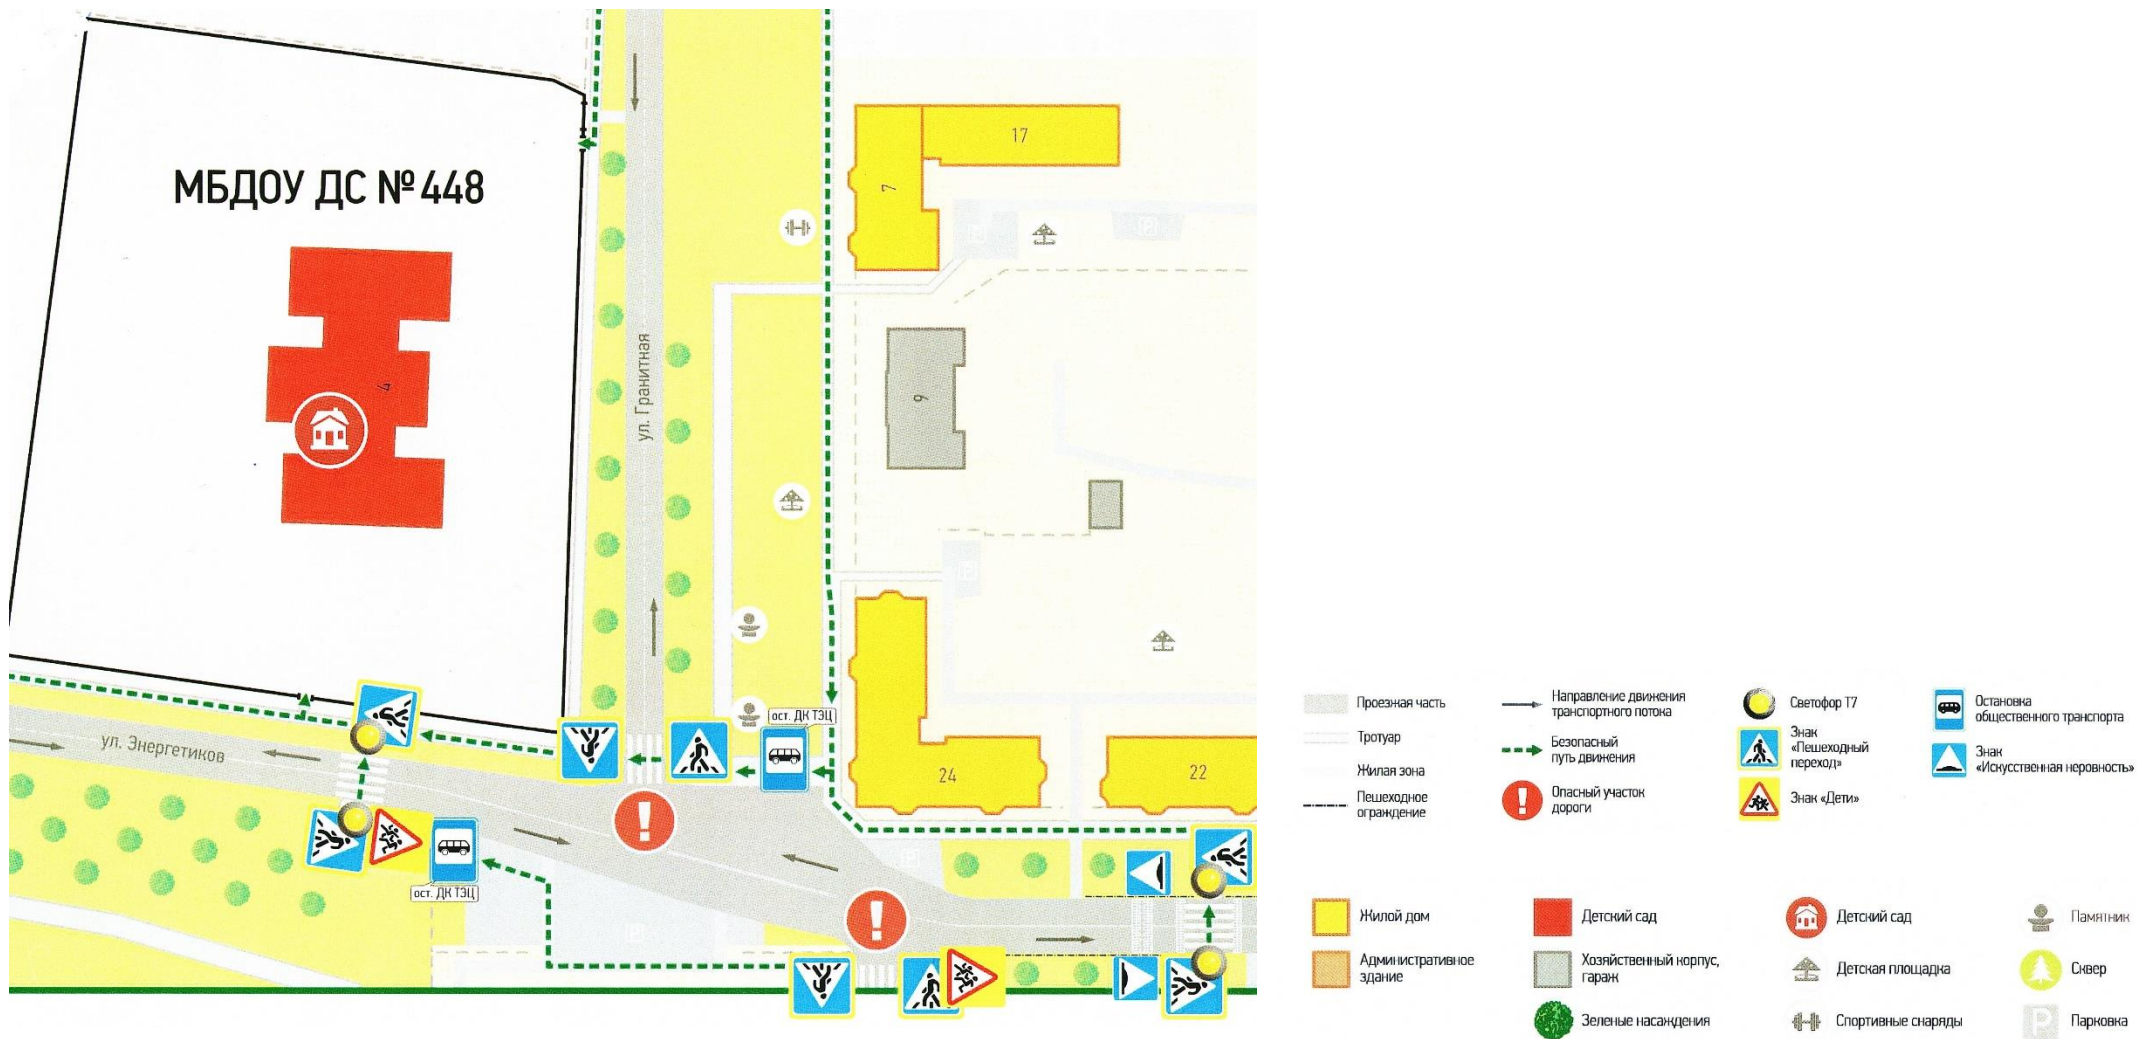 МБДОУ ДС № 448
4
ул. Гранитная
17
7
9
ост. ДК ТЭЦ
ул. Энергетиков
24
22
ост. ДК ТЭЦ
Проезжая часть
Тротуар
Жилая зона
Пешеходное
ограждение
Направление движения
транспортного потока
Безопасный
путь движения
Опасный участок
дороги
Светофор Т7
Знак
«Пешеходный
переход»
Знак «Дети»
Остановка
общественного транспорта
Знак
«Искусственная неровность»
Жилой дом
Административное
здание
Детский сад
Хозяйственный корпус,
гараж
Зеленые насаждения
Детский сад
Детская площадка
Спортивные снаряды
Памятник
Сквер
P
Парковка